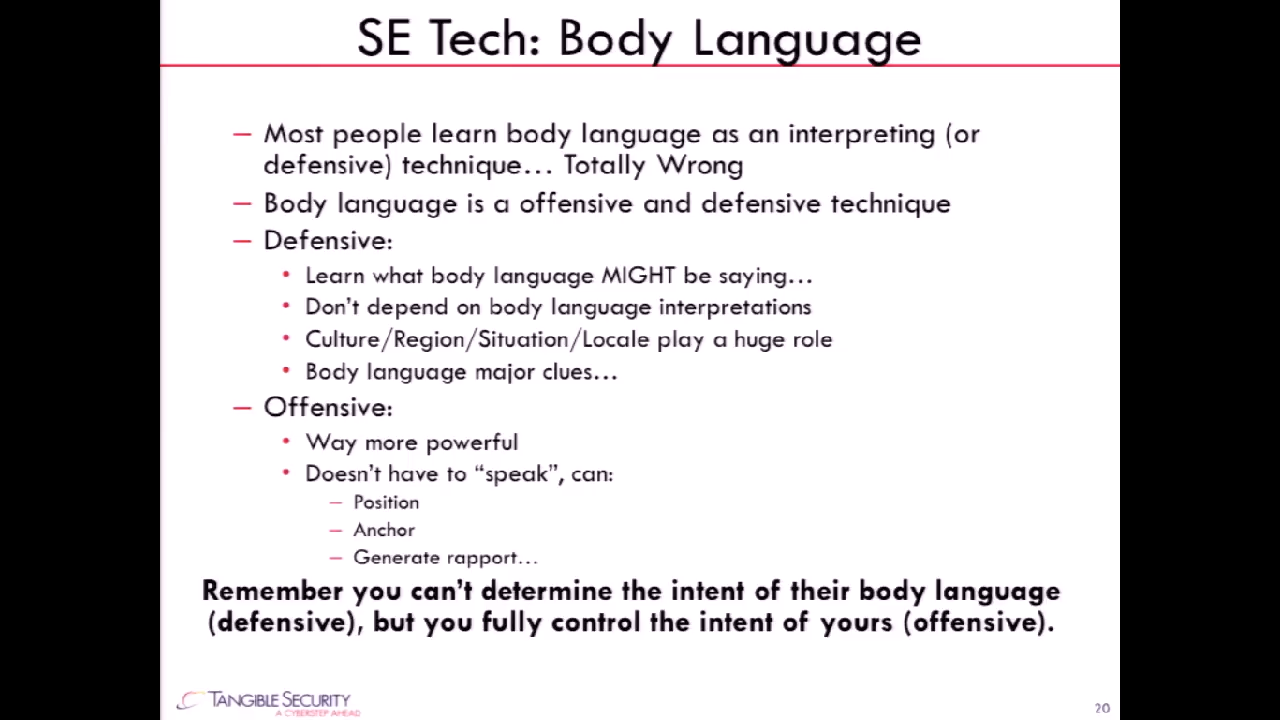 SE Tech: Body Language
– Most people learn body language as an interpreting (or
defensive) technique... Totally Wrong
– Body language is a offensive and defensive technique
– Defensive:
• Learn what body language MIGHT be saying...
• Don't depend on body language interpretations
• Culture/Region/Situation/Locale play a huge role
• Body language major clues...
– Offensive:
• Way more powerful
• Doesn't have to “speak”, can:
– Position
– Anchor
– Generate rapport...
Remember you can't determine the intent of their body language
(defensive), but you fully control the intent of yours (offensive).
TANGIBLE SECURITY
A CYBERSTEP AHEAD
20